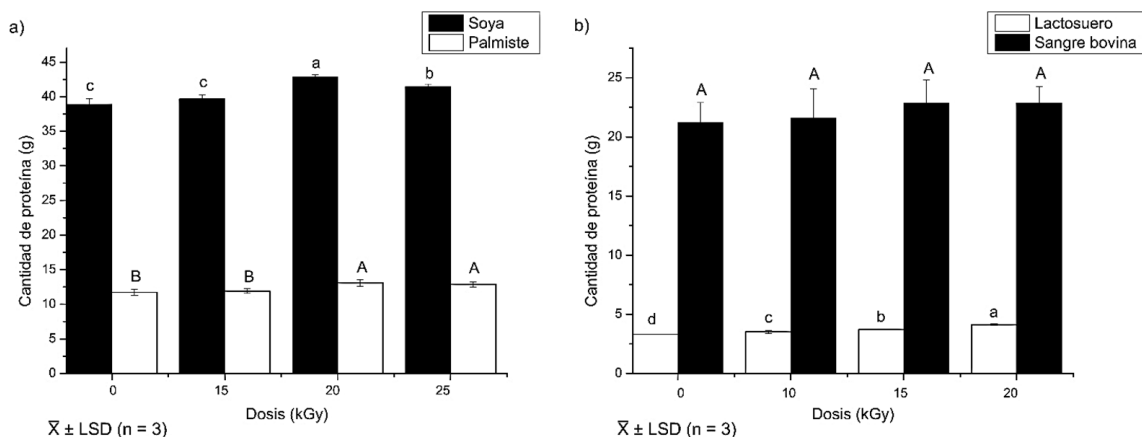 a)
Soya
Palmiste
Cantidad de proteína (g)
45
40
35
30
25
20
15
10
5
0
c
c
a
b
B
B
A
A
0
15
20
25
Dosis (kGy)
X̅ ± LSD (n = 3)
b)
Lactosuero
Sangre bovina
Cantidad de proteína (g)
25
20
25
15
10
5
0
A
A
A
A
d
c
b
a
0
10
15
20
Dosis (kGy)
X̅ ± LSD (n = 3)